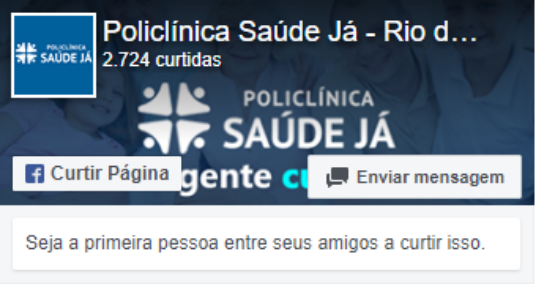 Policlínica Saúde Já - Rio d...
POLICLÍNICA
SAÚDE JÁ
2.724 curtidas
POLICLÍNICA
SAÚDE JÁ
gente
Curtir Página
Enviar mensagem
Seja a primeira pessoa entre seus amigos a curtir isso.